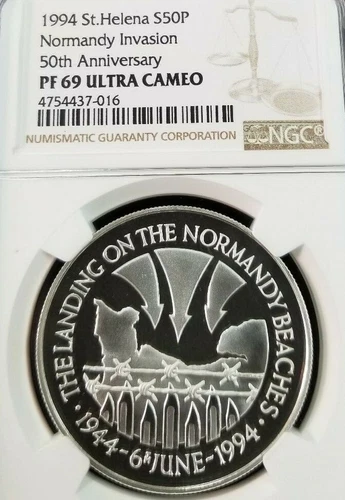 1994 St.Helena S50P
Normandy Invasion
50th Anniversary
PF 69 ULTRA CAMEO
4754437-016
NUMISMATIC GUARANTY CORPORATION
NGC®
· THE LANDING ON THE NORMANDY BEACHES ·
1944 - 6th JUNE - 1994